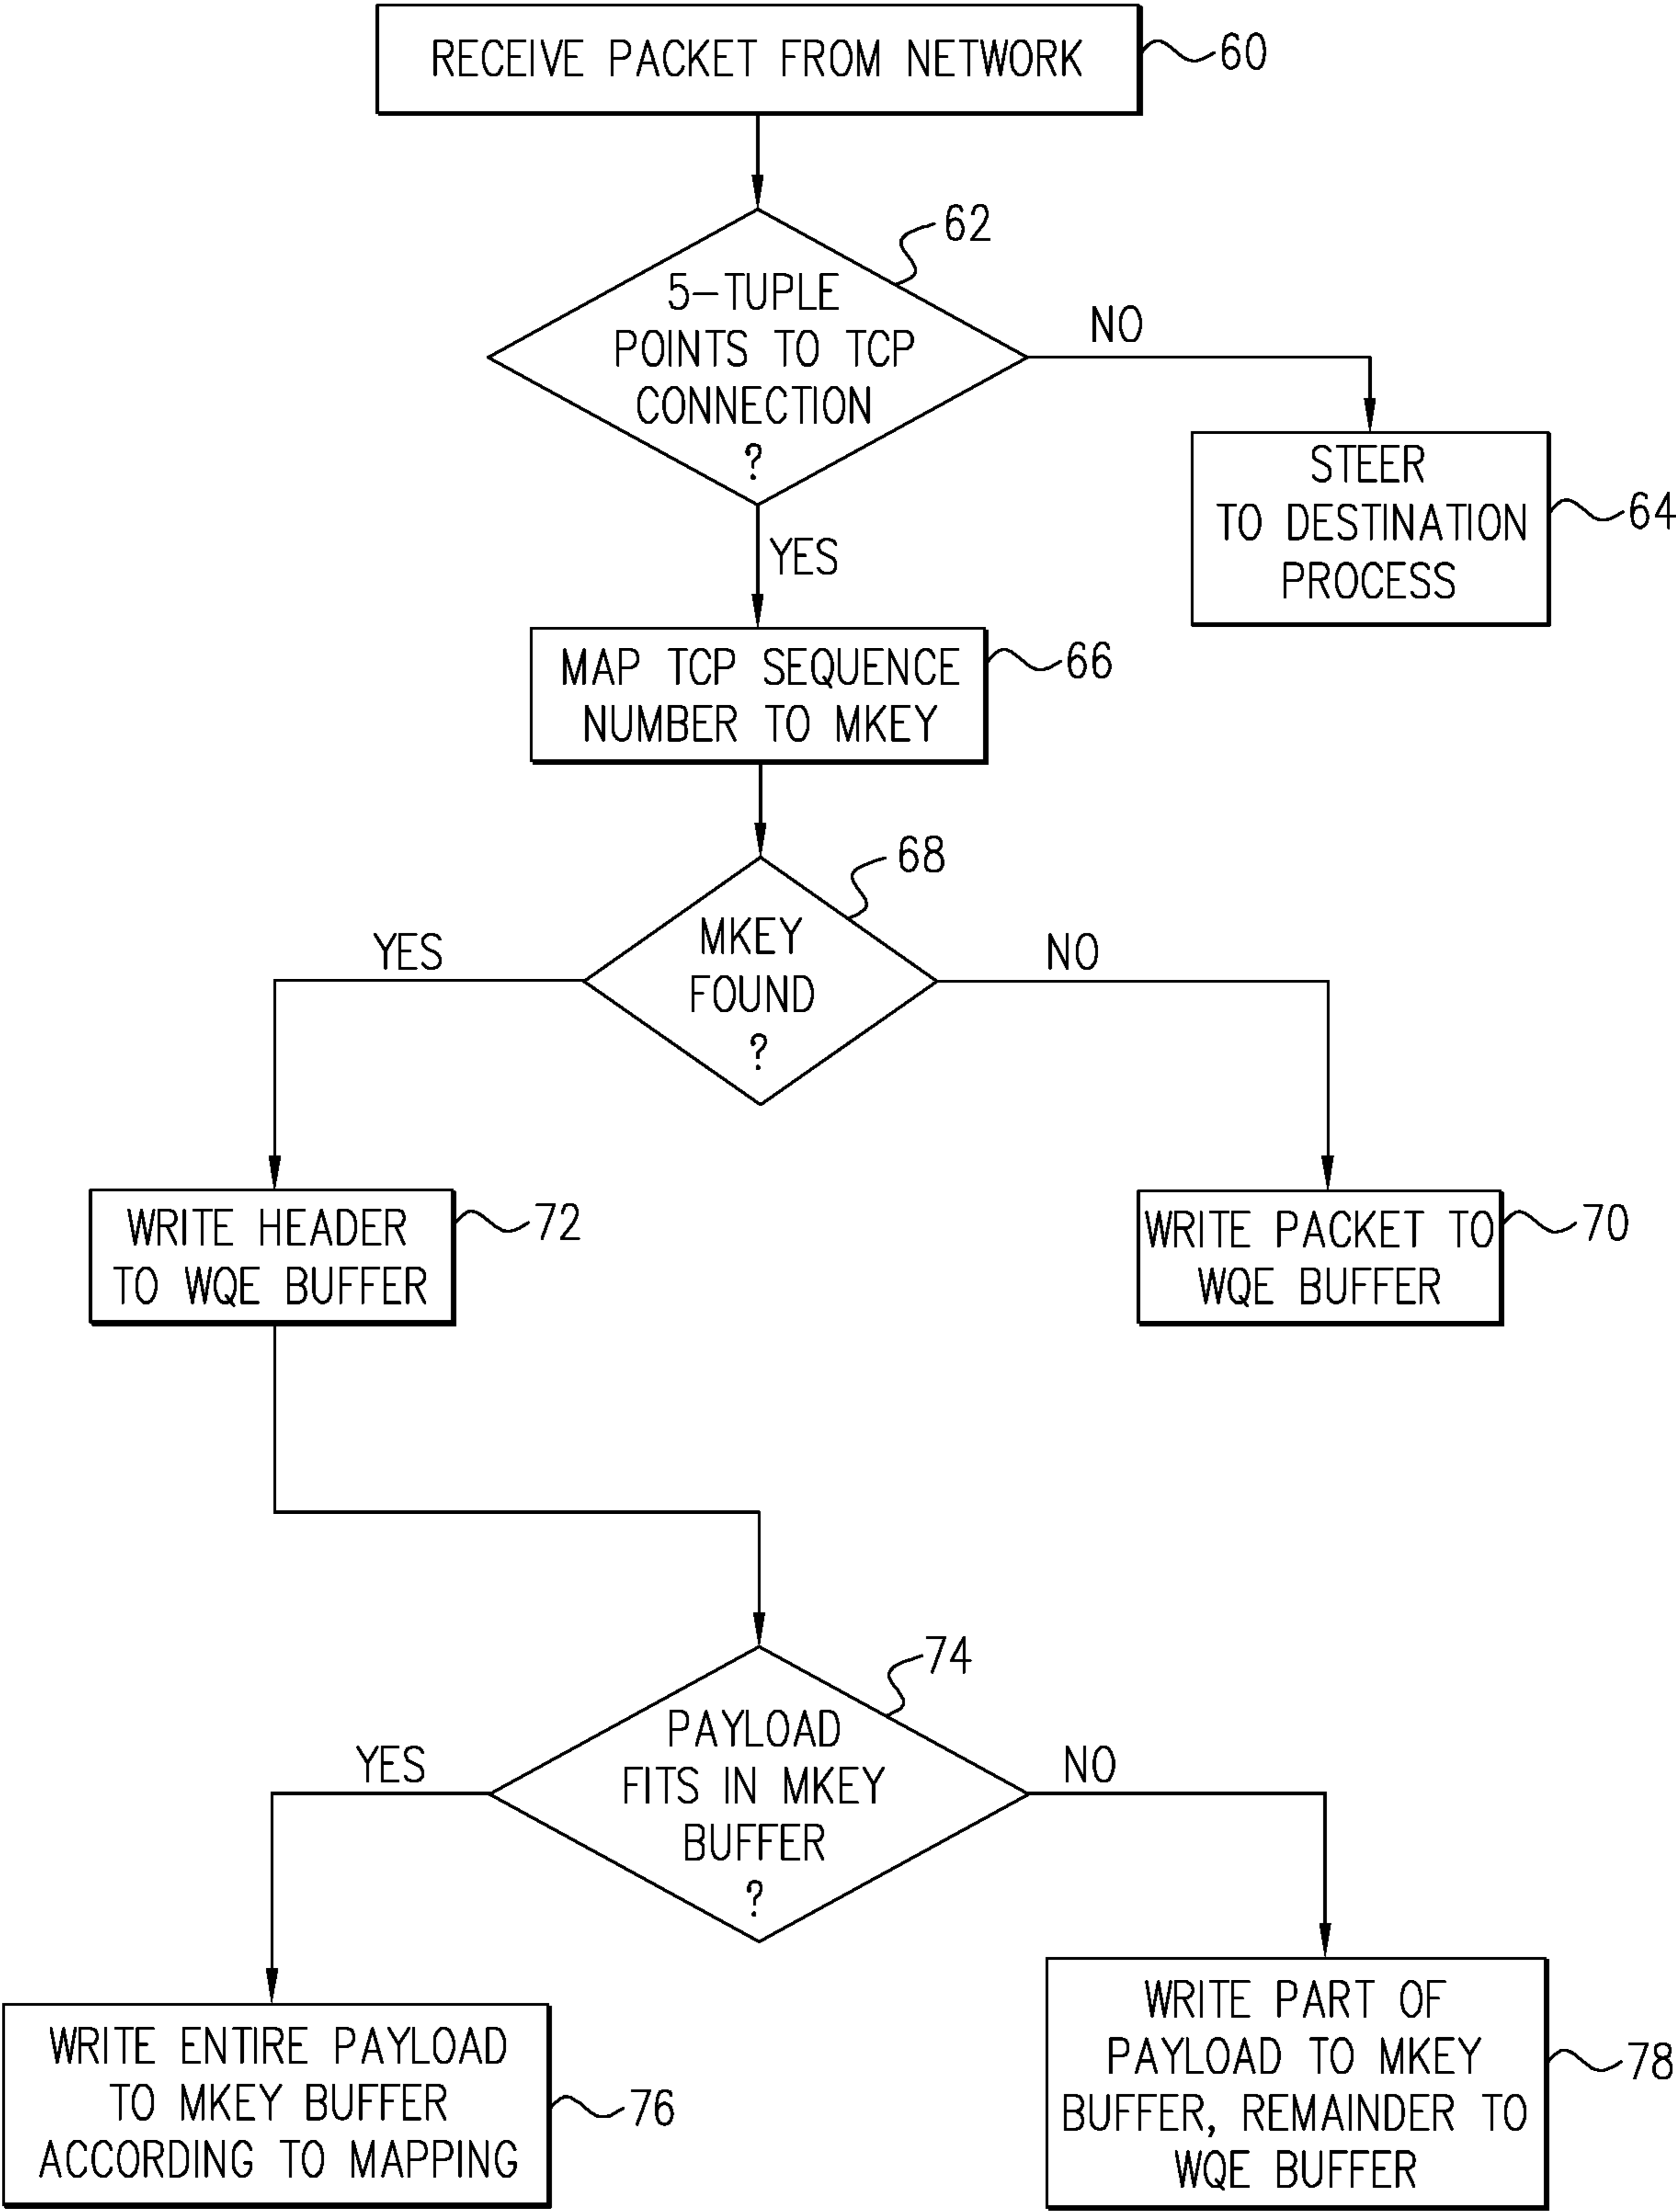 RECEIVE PACKET FROM NETWORK
60
62
5-TUPLE
POINTS TO TCP
CONNECTION
?
NO
STEER
TO DESTINATION
PROCESS
64
YES
MAP TCP SEQUENCE
NUMBER TO MKEY
66
68
MKEY
FOUND
?
YES
NO
WRITE HEADER
TO WQE BUFFER
72
WRITE PACKET TO
WQE BUFFER
70
74
PAYLOAD
FITS IN MKEY
BUFFER
?
YES
NO
WRITE ENTIRE PAYLOAD
TO MKEY BUFFER
ACCORDING TO MAPPING
76
WRITE PART OF
PAYLOAD TO MKEY
BUFFER, REMAINDER TO
WQE BUFFER
78